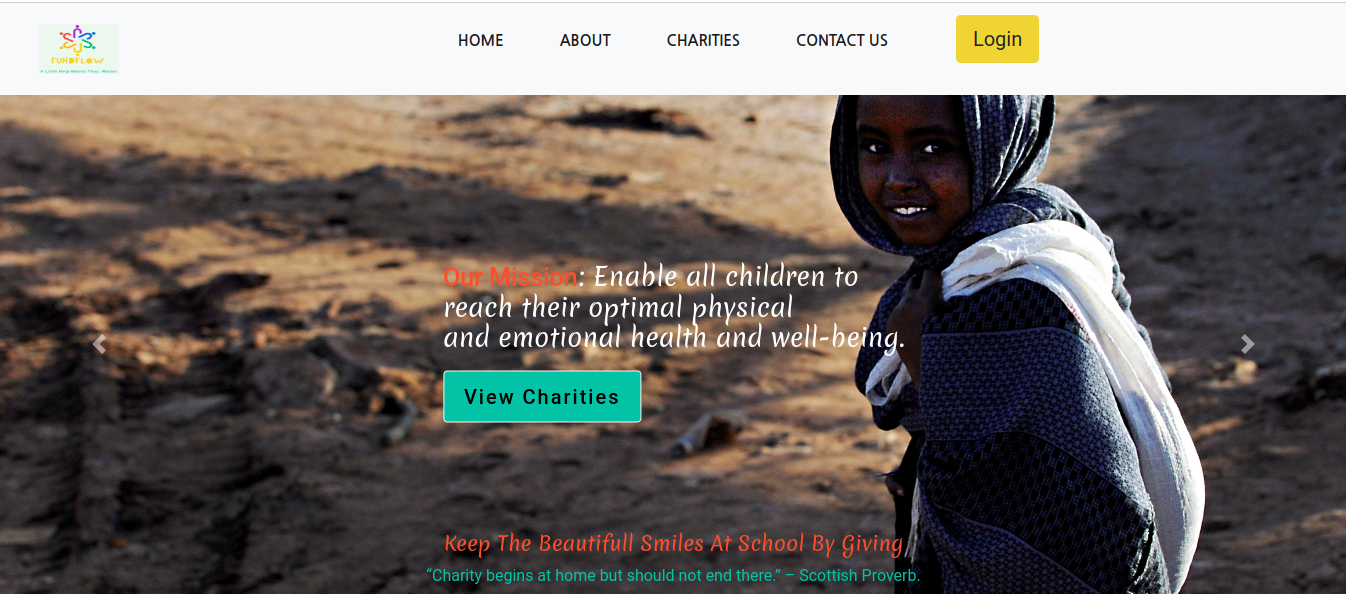 FUNDFLOW
A Little Help Means They Matter.
HOME ABOUT CHARITIES CONTACT US Login
Our Mission: Enable all children to
reach their optimal physical
and emotional health and well-being.
View Charities
Keep The Beautifull Smiles At School By Giving
“Charity begins at home but should not end there.” – Scottish Proverb.